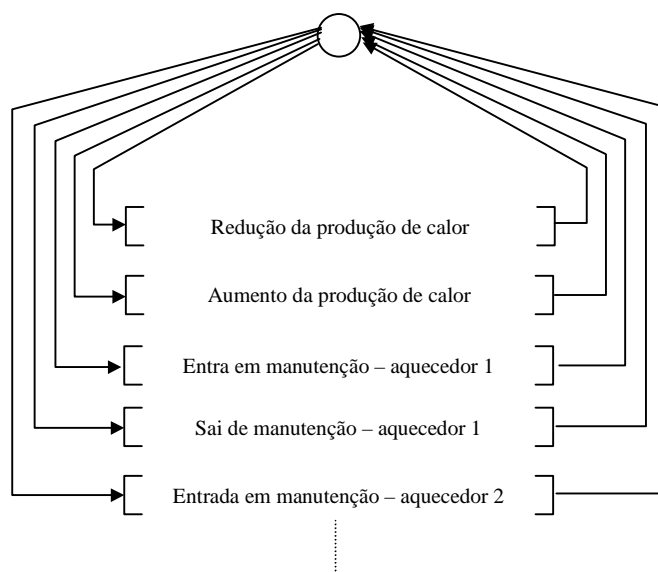 Redução da produção de calor
Aumento da produção de calor
Entra em manutenção – aquecedor 1
Sai de manutenção – aquecedor 1
Entrada em manutenção – aquecedor 2